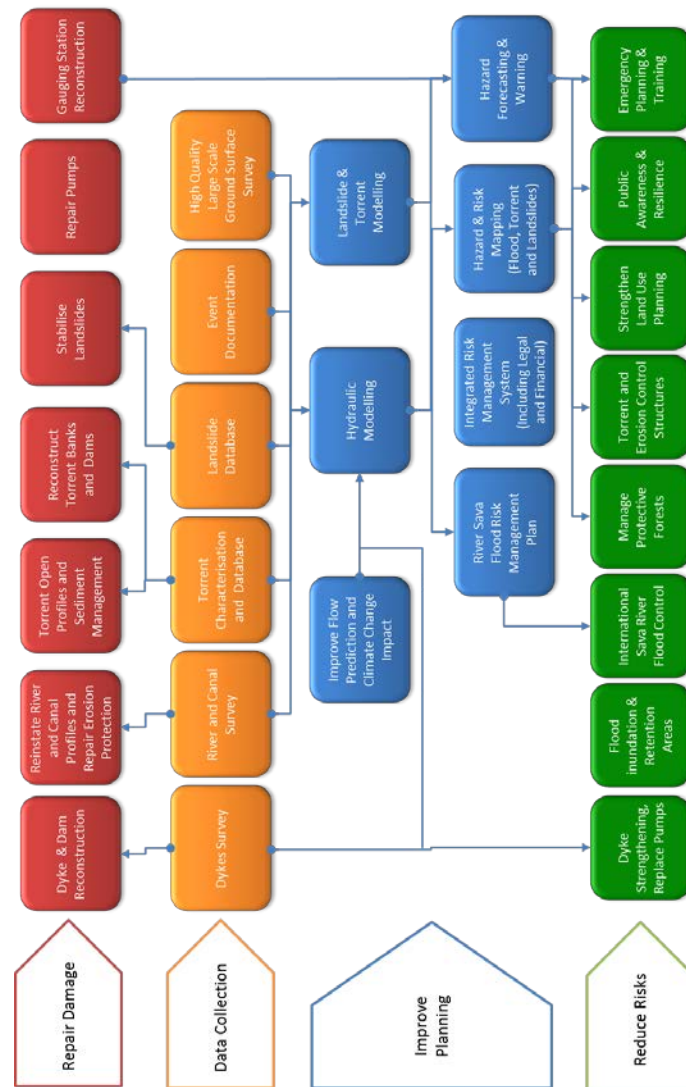 Repair Damage
Dyke & Dam
Reconstruction
Reinstate River
and Canal
Profiles and
Repair Erosion
Protection
Torrent Open
Profiles and
Sediment
Management
Reconstruct
Torrent Banks
and Dams
Stabilise
Landslides
Repair Pumps
Gauging Station
Reconstruction
Data Collection
Dykes Survey
River and Canal
Survey
Torrent
Characterisation
and Database
Landslide
Database
Event
Documentation
High Quality
Large Scale
Ground Surface
Survey
Improve
Planning
Improve Flow
Prediction and
Climate Change
Impact
Hydraulic
Modelling
Landslide &
Torrent
Modelling
River Sava
Flood Risk
Management
Plan
Integrated Risk
Management
System
(Including Legal
and Financial)
Hazard & Risk
Mapping
(Flood, Torrent
and Landslides)
Hazard
Forecasting &
Warning
Reduce Risks
Dyke
Strengthening,
Replace Pumps
Flood
inundation &
Retention
Areas
International
Sava River
Flood Control
Manage
Protective
Forests
Torrent and
Erosion Control
Structures
Strengthen
Land Use
Planning
Public
Awareness &
Resilience
Emergency
Planning &
Training